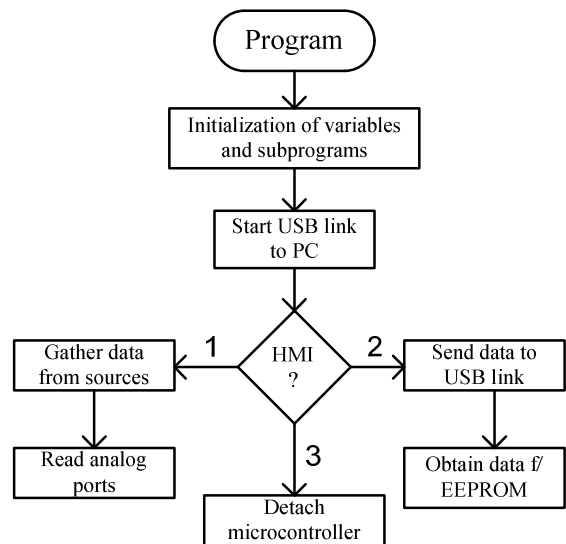 Program
Initialization of variables
and subprograms
Start USB link
to PC
HMI
?
1
2
3
Gather data
from sources
Send data to
USB link
Read analog
ports
Obtain data f/
EEPROM
Detach
microcontroller